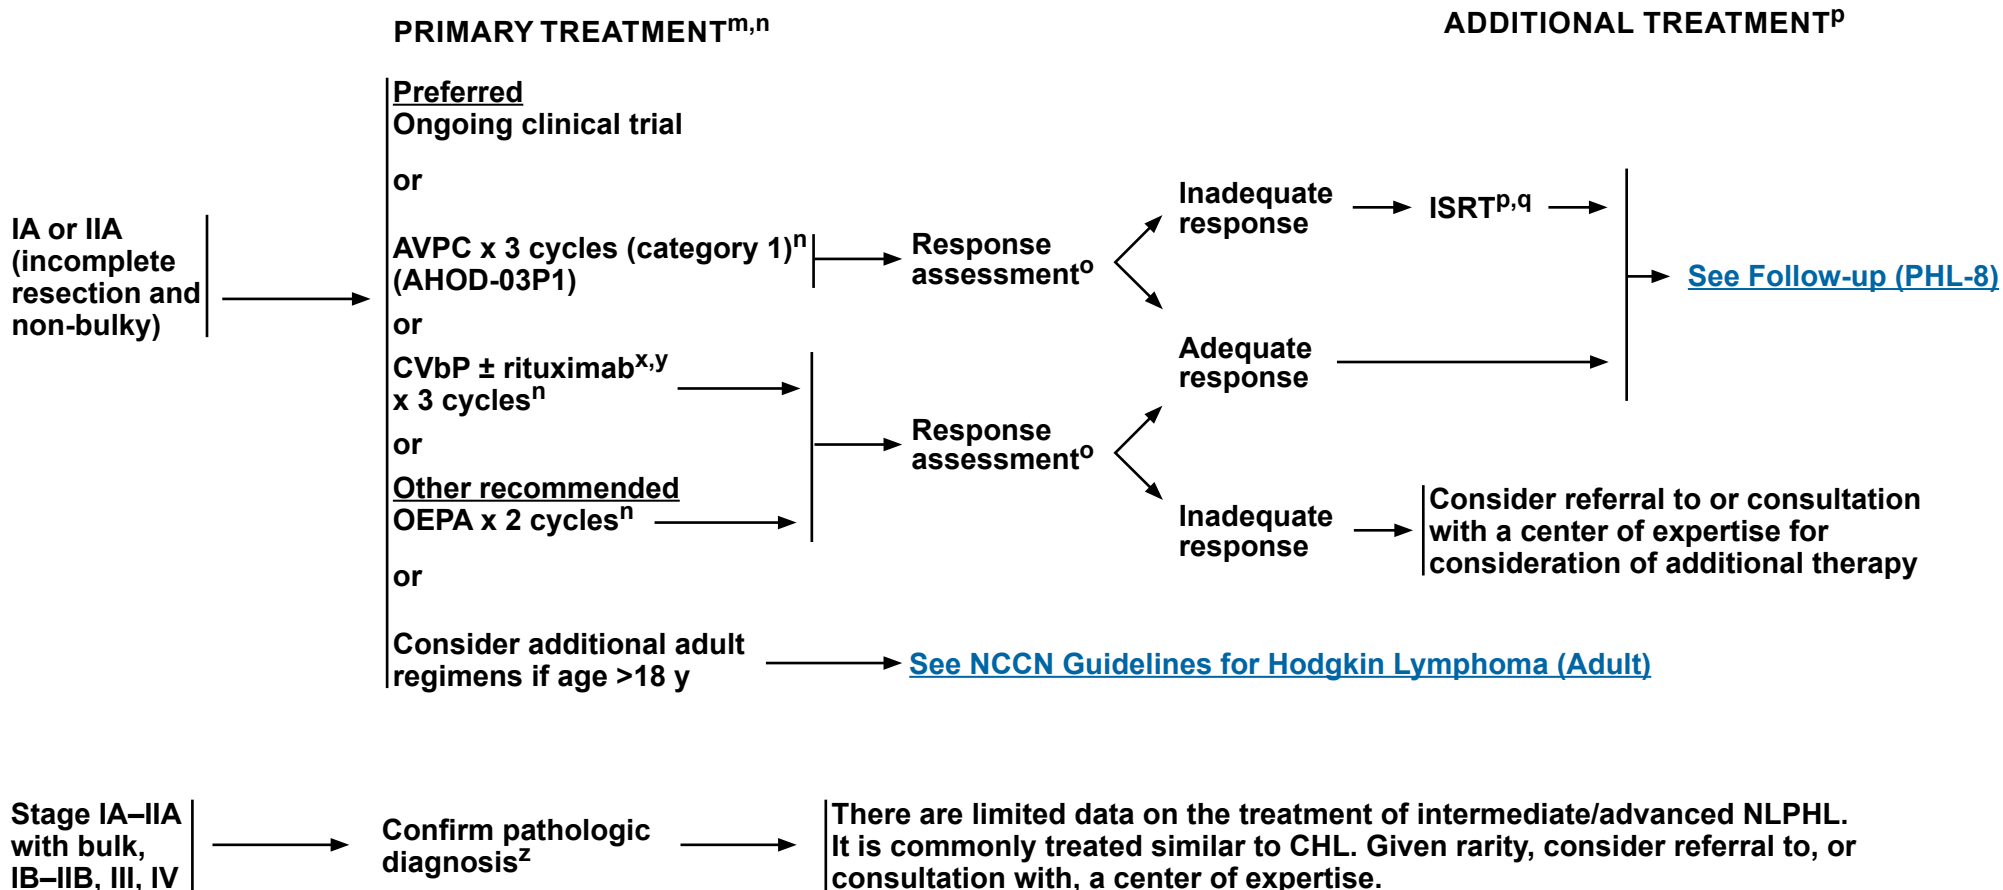 PRIMARY TREATMENTm,n
ADDITIONAL TREATMENTp
IA or IIA
(incomplete
resection and
non-bulky)
Preferred
Ongoing clinical trial
or
AVPC x 3 cycles (category 1)n
(AHOD-03P1)
or
CVbP ± rituximabx,y
x 3 cyclesn
or
Other recommended
OEPA x 2 cyclesn
or
Consider additional adult
regimens if age >18 y
Response
assessmento
Inadequate
response
ISRTp,q
Adequate
response
See Follow-up (PHL-8)
Response
assessmento
Inadequate
response
Consider referral to or consultation
with a center of expertise for
consideration of additional therapy
See NCCN Guidelines for Hodgkin Lymphoma (Adult)
Stage IA–IIA
with bulk,
IB–IIB, III, IV
Confirm pathologic
diagnosisz
There are limited data on the treatment of intermediate/advanced NLPHL.
It is commonly treated similar to CHL. Given rarity, consider referral to, or
consultation with, a center of expertise.